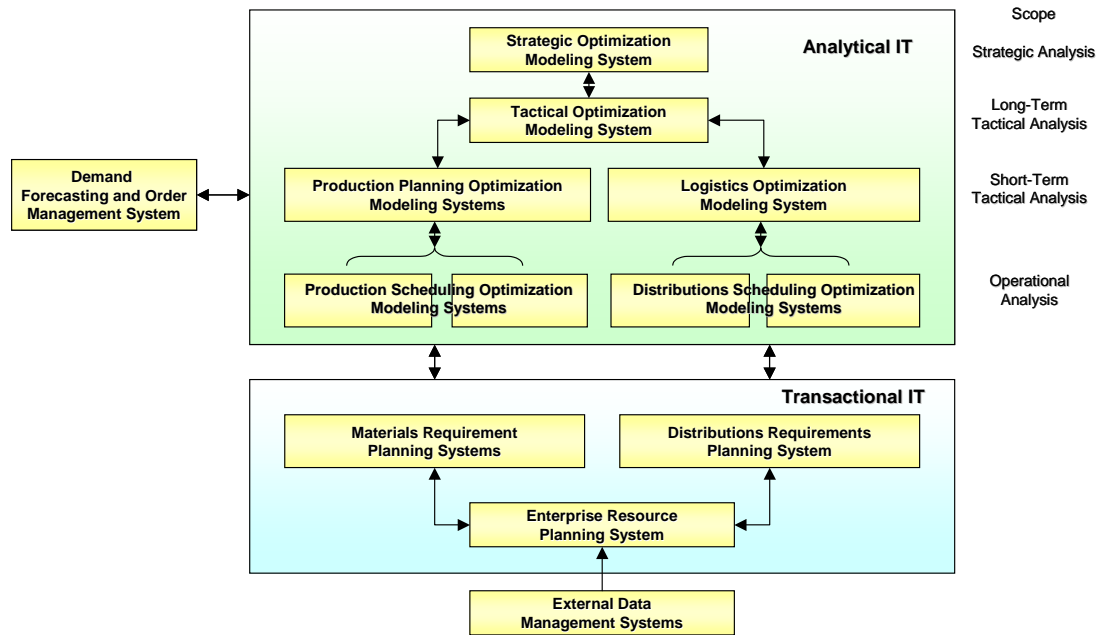 Scope
Analytical IT
Strategic Optimization
Modeling System
Strategic Analysis
Tactical Optimization
Modeling System
Long-Term
Tactical Analysis
Demand
Forecasting and Order
Management System
Production Planning Optimization
Modeling Systems
Logistics Optimization
Modeling System
Short-Term
Tactical Analysis
Production Scheduling Optimization
Modeling Systems
Distributions Scheduling Optimization
Modeling Systems
Operational
Analysis
Transactional IT
Materials Requirement
Planning Systems
Distributions Requirements
Planning System
Enterprise Resource
Planning System
External Data
Management Systems